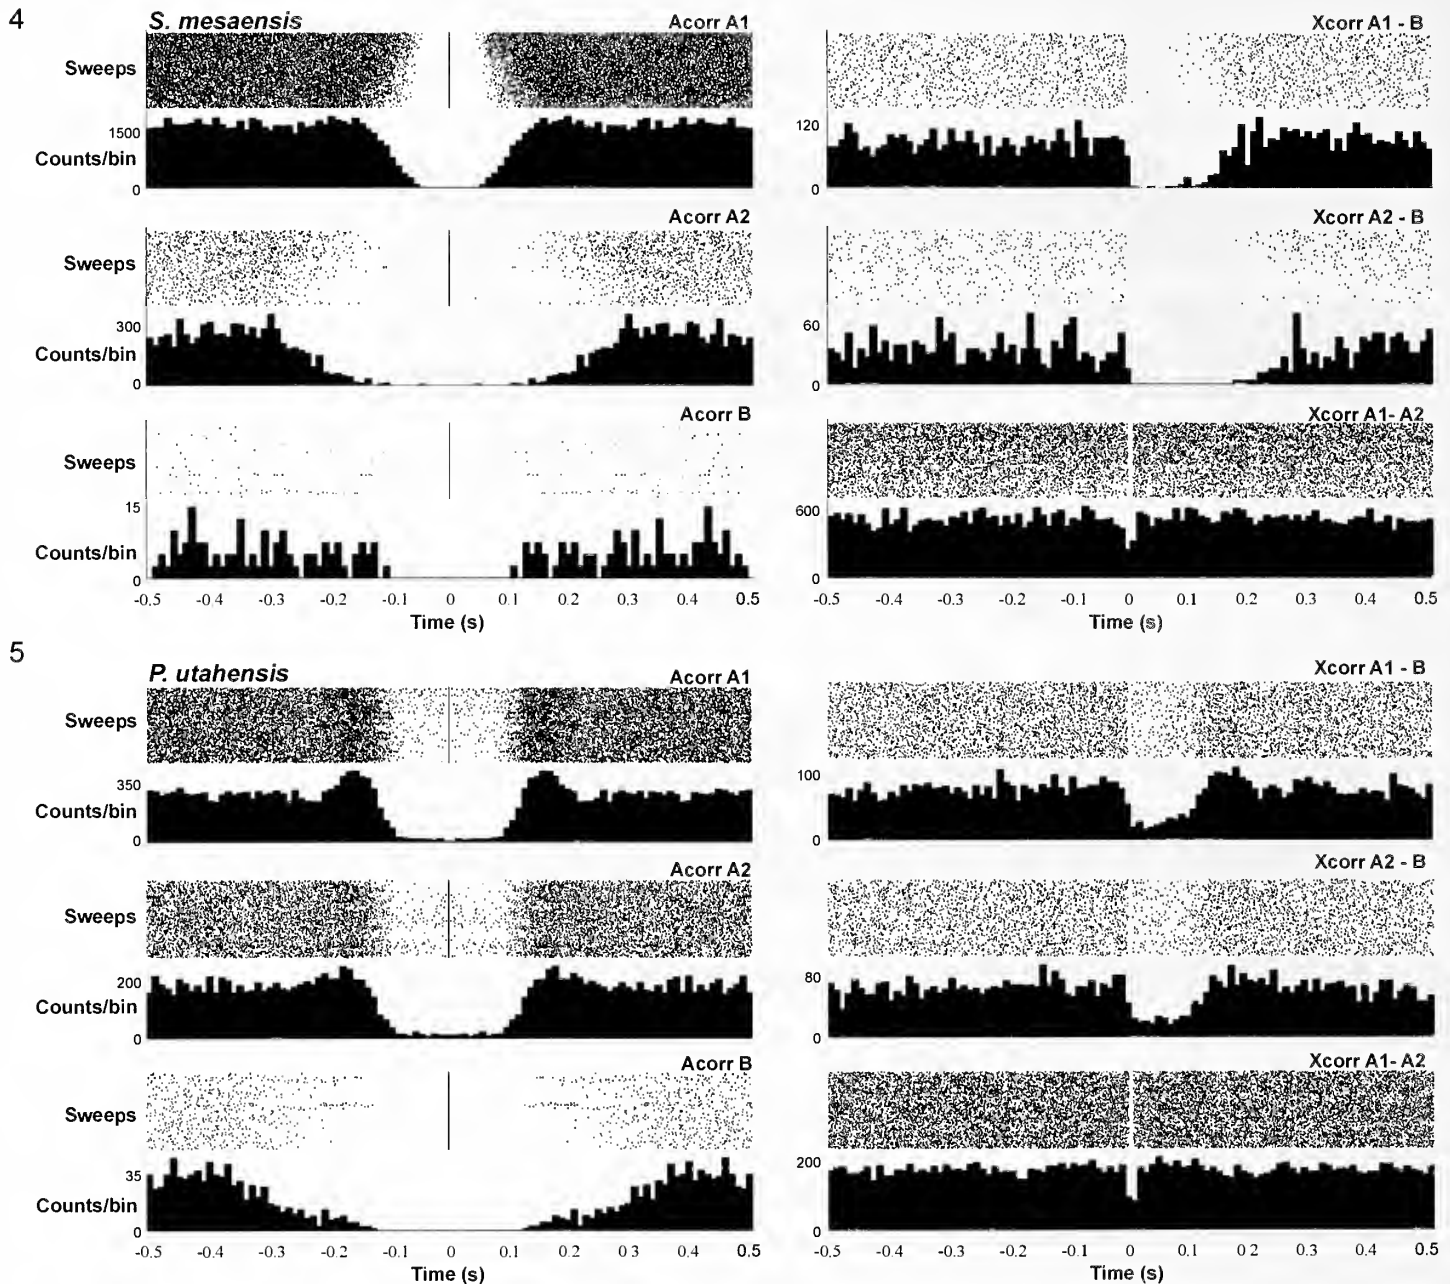 4
S. mesaensis
Acorr A1
Sweeps
1500
Counts/bin
0
Acorr A2
Sweeps
300
Counts/bin
0
Acorr B
Sweeps
15
Counts/bin
0
-0.5 -0.4 -0.3 -0.2 -0.1 0 0.1 0.2 0.3 0.4 0.5
Time (s)
Xcorr A1 - B
120
0
Xcorr A2 - B
60
0
Xcorr A1- A2
600
0
-0.5 -0.4 -0.3 -0.2 -0.1 0 0.1 0.2 0.3 0.4 0.5
Time (s)
5
P. utahensis
Acorr A1
Sweeps
350
Counts/bin
0
Acorr A2
Sweeps
200
Counts/bin
0
Acorr B
Sweeps
35
Counts/bin
0
-0.5 -0.4 -0.3 -0.2 -0.1 0 0.1 0.2 0.3 0.4 0.5
Time (s)
Xcorr A1 - B
100
0
Xcorr A2 - B
80
0
Xcorr A1- A2
200
0
-0.5 -0.4 -0.3 -0.2 -0.1 0 0.1 0 2 0.3 0.4 0.5
Time (s)